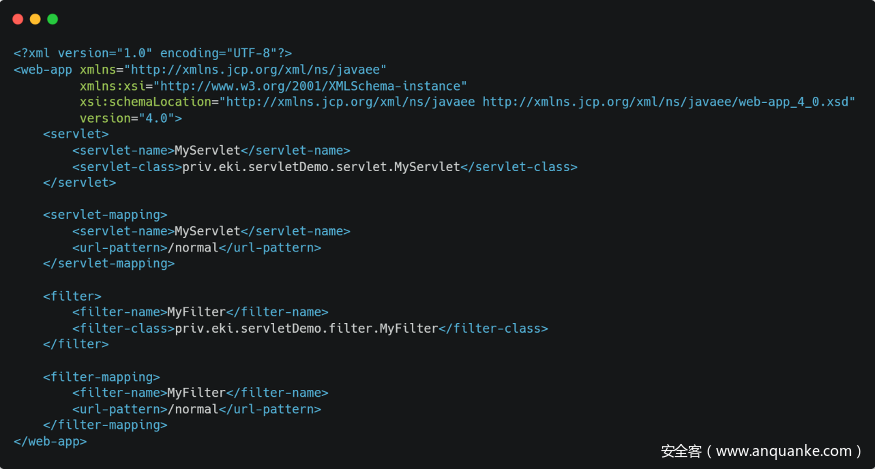 <?xml version="1.0" encoding="UTF-8"?>
<web-app xmlns="http://xmlns.jcp.org/xml/ns/javaee"
         xmlns:xsi="http://www.w3.org/2001/XMLSchema-instance"
         xsi:schemaLocation="http://xmlns.jcp.org/xml/ns/javaee http://xmlns.jcp.org/xml/ns/javaee/web-app_4_0.xsd"
         version="4.0">
    <servlet>
        <servlet-name>MyServlet</servlet-name>
        <servlet-class>priv.eki.servletDemo.servlet.MyServlet</servlet-class>
    </servlet>

    <servlet-mapping>
        <servlet-name>MyServlet</servlet-name>
        <url-pattern>/normal</url-pattern>
    </servlet-mapping>

    <filter>
        <filter-name>MyFilter</filter-name>
        <filter-class>priv.eki.servletDemo.filter.MyFilter</filter-class>
    </filter>

    <filter-mapping>
        <filter-name>MyFilter</filter-name>
        <url-pattern>/normal</url-pattern>
    </filter-mapping>
</web-app>
安全客（www.anquanke.com）